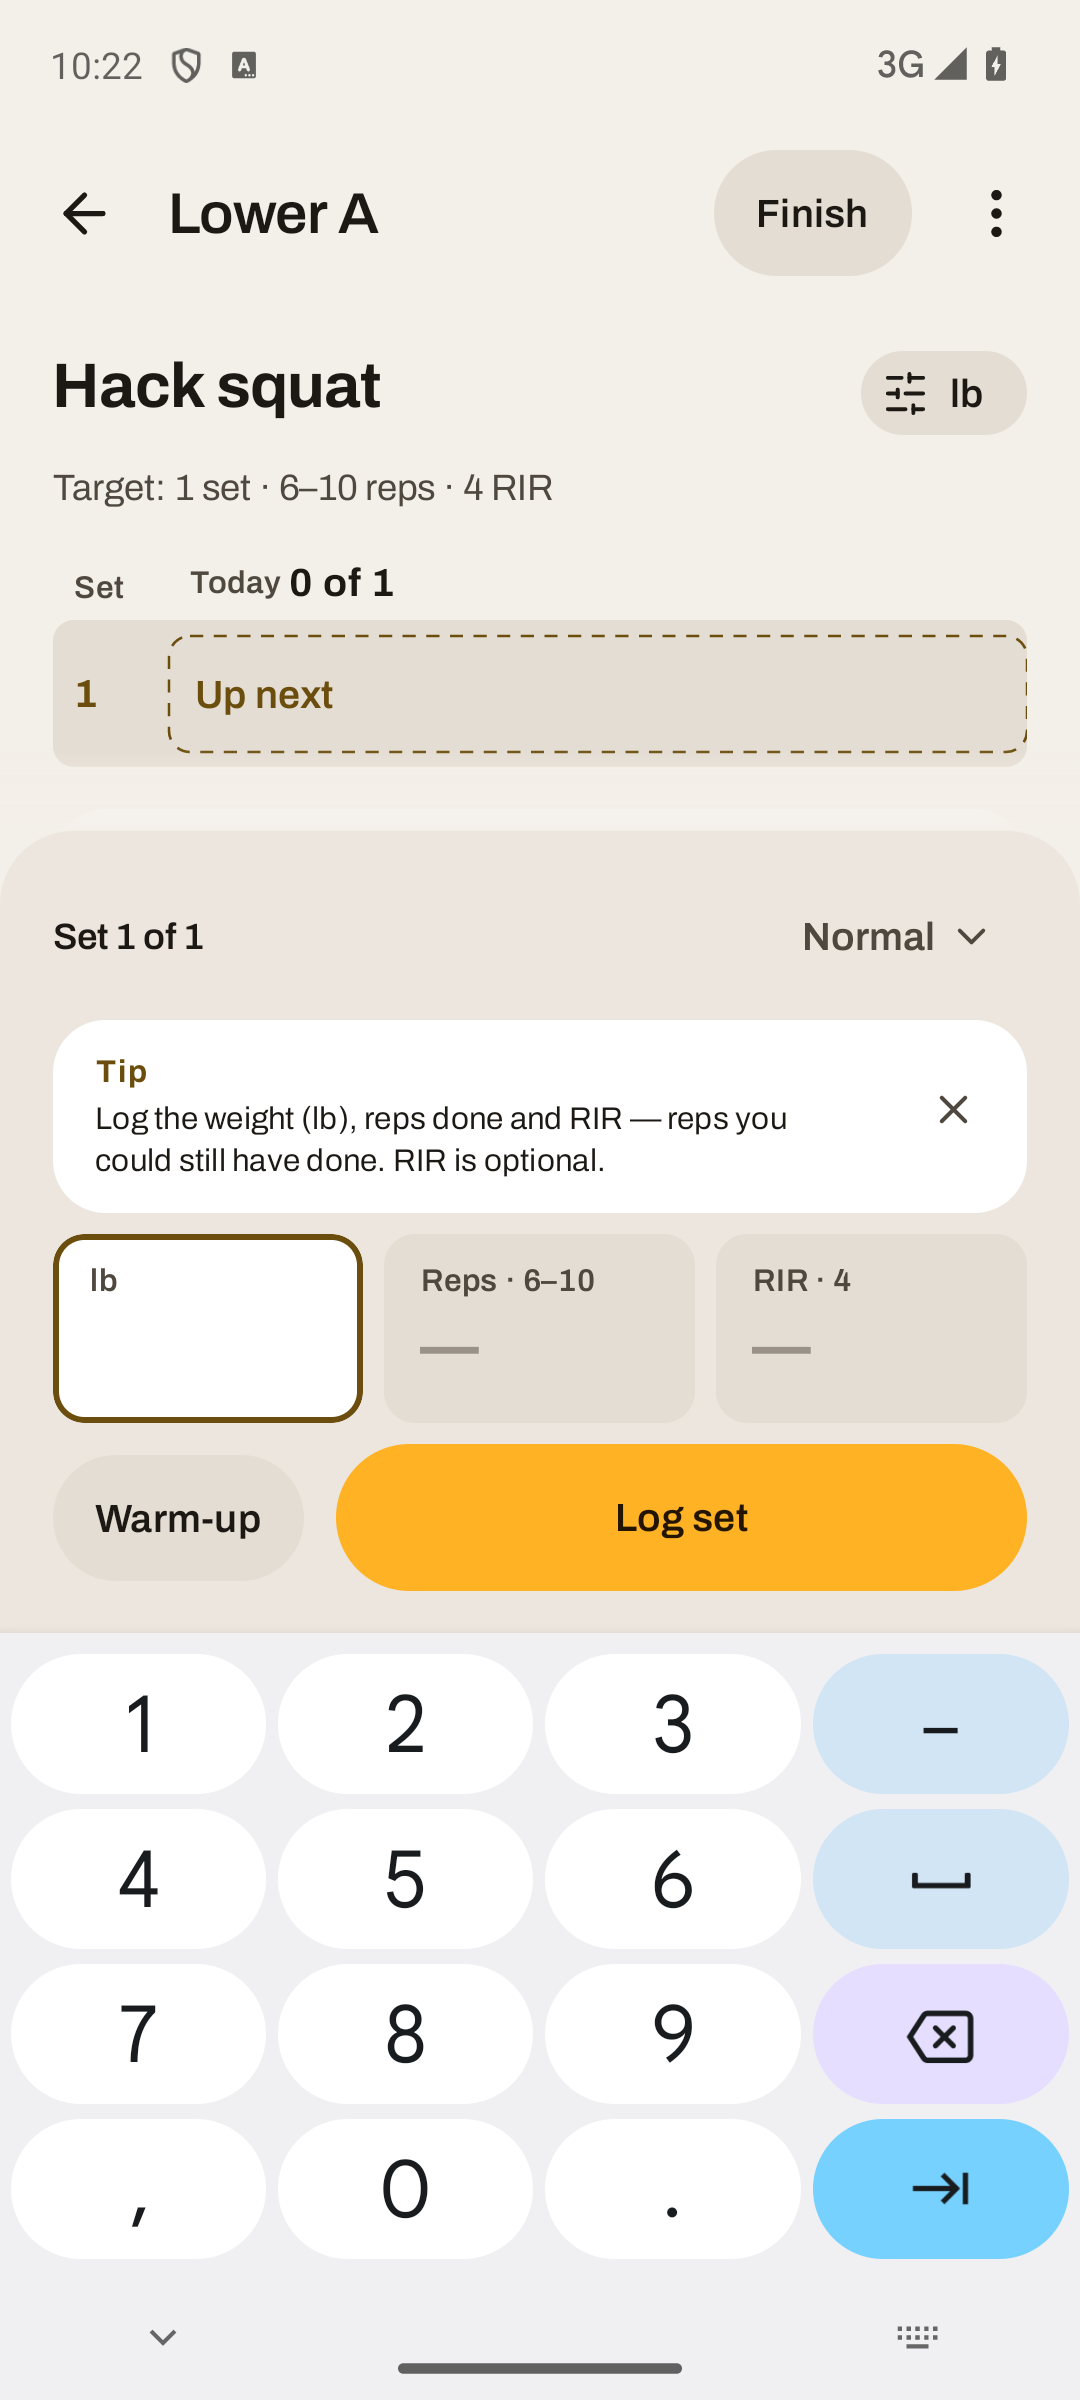 10:22
3G
Lower A
Finish
Hack squat
lb
Target: 1 set · 6–10 reps · 4 RIR
Set
Today 0 of 1
1
Up next
Set 1 of 1
Normal
Tip
Log the weight (lb), reps done and RIR — reps you
could still have done. RIR is optional.
lb
Reps · 6–10
RIR · 4
—
—
Warm-up
Log set
1
2
3
–
4
5
6
7
8
9
,
0
.